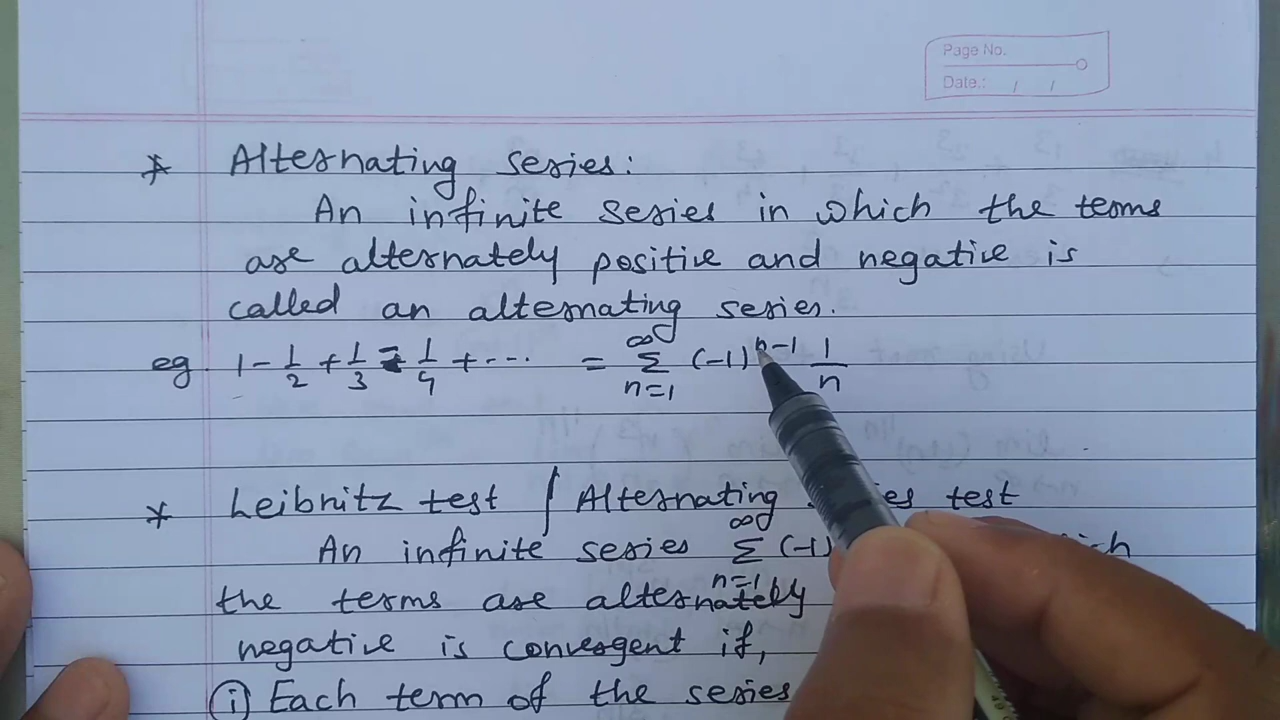 Page No.
Date.: / /
* Alternating series:
An infinite series in which the terms
are alternately positive and negative is
called an alternating series.
eg. 1 - 1/2 + 1/3 - 1/4 + ... = ∞ Σ n=1 (-1)^n-1 1/n
* Leibnitz test / Alternating series test
An infinite series ∞ Σ n=1 (-1)
the terms are alternately
negative is convergent if,
(i) Each term of the series